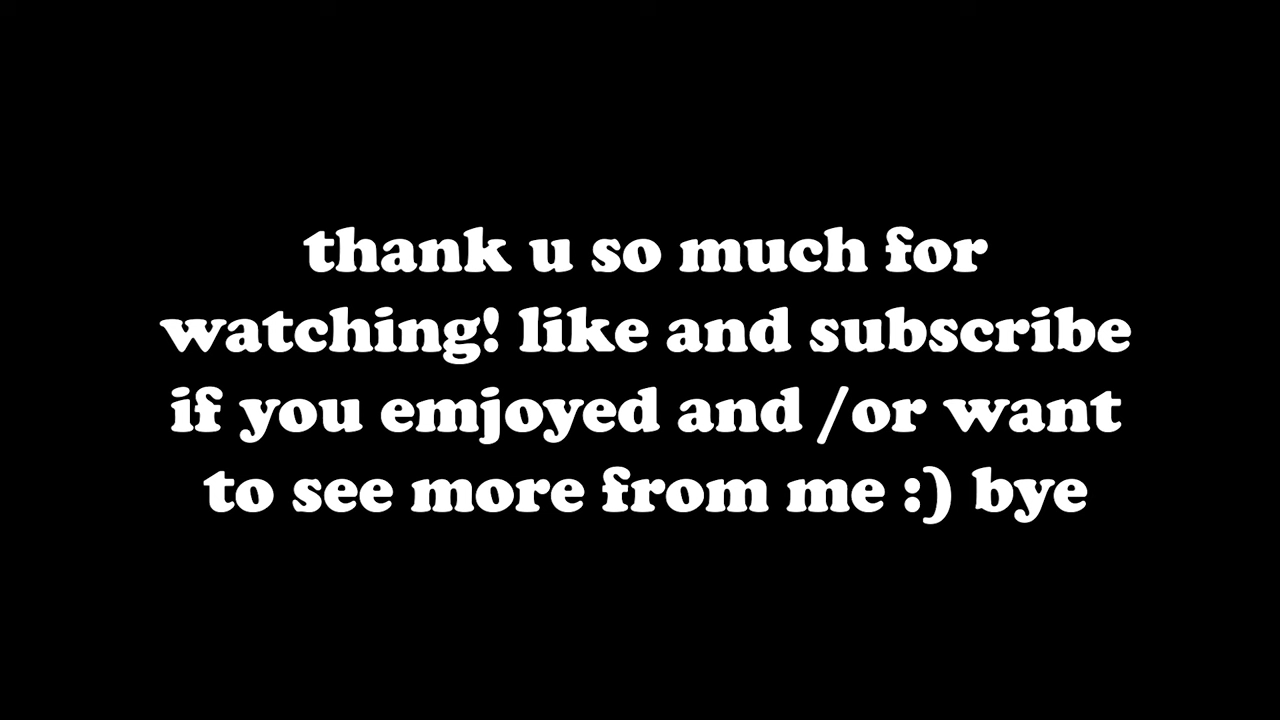 thank u so much for
watching! like and subscribe
if you emjoyed and /or want
to see more from me :) bye